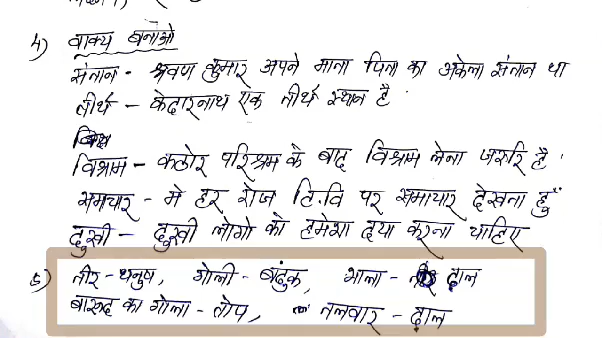 4) वाक्य बनाओ
संतान - श्रवण कुमार अपने माता पिता का अकेला संतान था
तीर्थ - केदारनाथ एक तीर्थ स्थान है.
विश्राम - कठोर परिश्रम के बाद विश्राम लेना जरुरि है.
समाचार - मे हर रोज टि.वि पर समाचार देखता हुँ
दुःखी - दुःखी लोगो को हमेशा दया करना चाहिए
5) तीर - धनुष, गोली - बंदुक, भाला - ढाल
बारूद का गोला - तोप, तलवार - ढाल